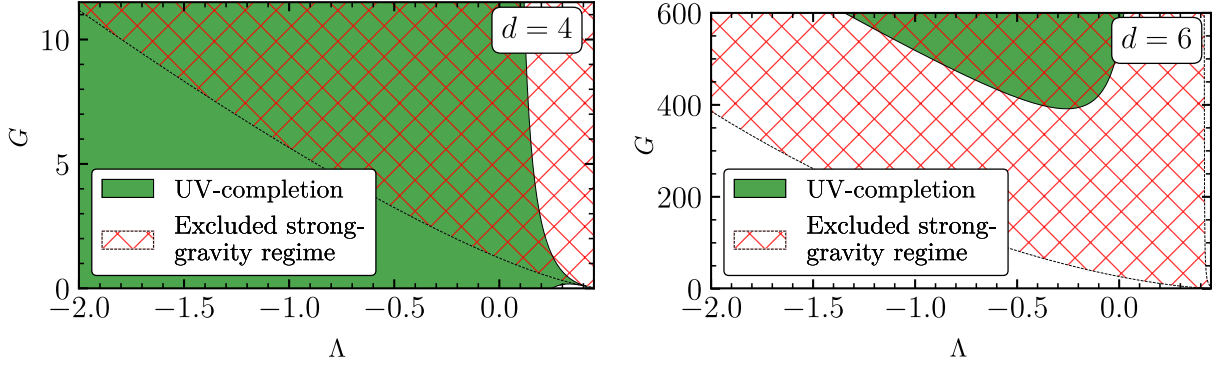 d = 4
10
5
0
G
−2.0 −1.5 −1.0 −0.5 0.0
Λ
UV-completion
Excluded strong-
gravity regime
d = 6
600
400
200
0
G
−2.0 −1.5 −1.0 −0.5 0.0
Λ
UV-completion
Excluded strong-
gravity regime